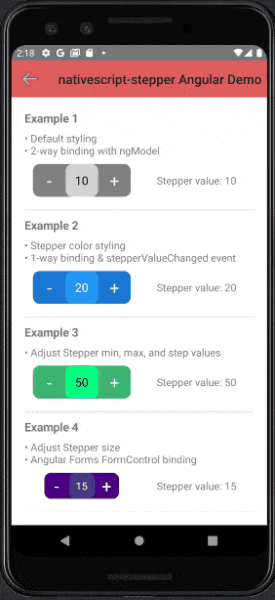 2:18
nativescript-stepper Angular Demo
Example 1
• Default styling
• 2-way binding with ngModel
- 10 + Stepper value: 10
Example 2
• Stepper color styling
• 1-way binding & stepperValueChanged event
- 20 + Stepper value: 20
Example 3
• Adjust Stepper min, max, and step values
- 50 + Stepper value: 50
Example 4
• Adjust Stepper size
• Angular Forms FormControl binding
- 15 + Stepper value: 15